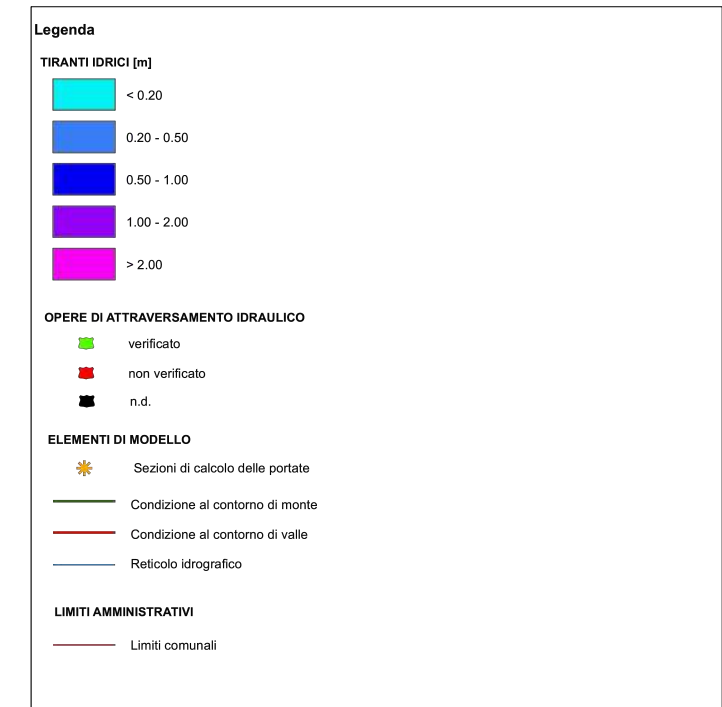 Legenda
TIRANTI IDRICI [m]
< 0.20
0.20 - 0.50
0.50 - 1.00
1.00 - 2.00
> 2.00
OPERE DI ATTRAVERSAMENTO IDRAULICO
verificato
non verificato
n.d.
ELEMENTI DI MODELLO
Sezioni di calcolo delle portate
Condizione al contorno di monte
Condizione al contorno di valle
Reticolo idrografico
LIMITI AMMINISTRATIVI
Limiti comunali